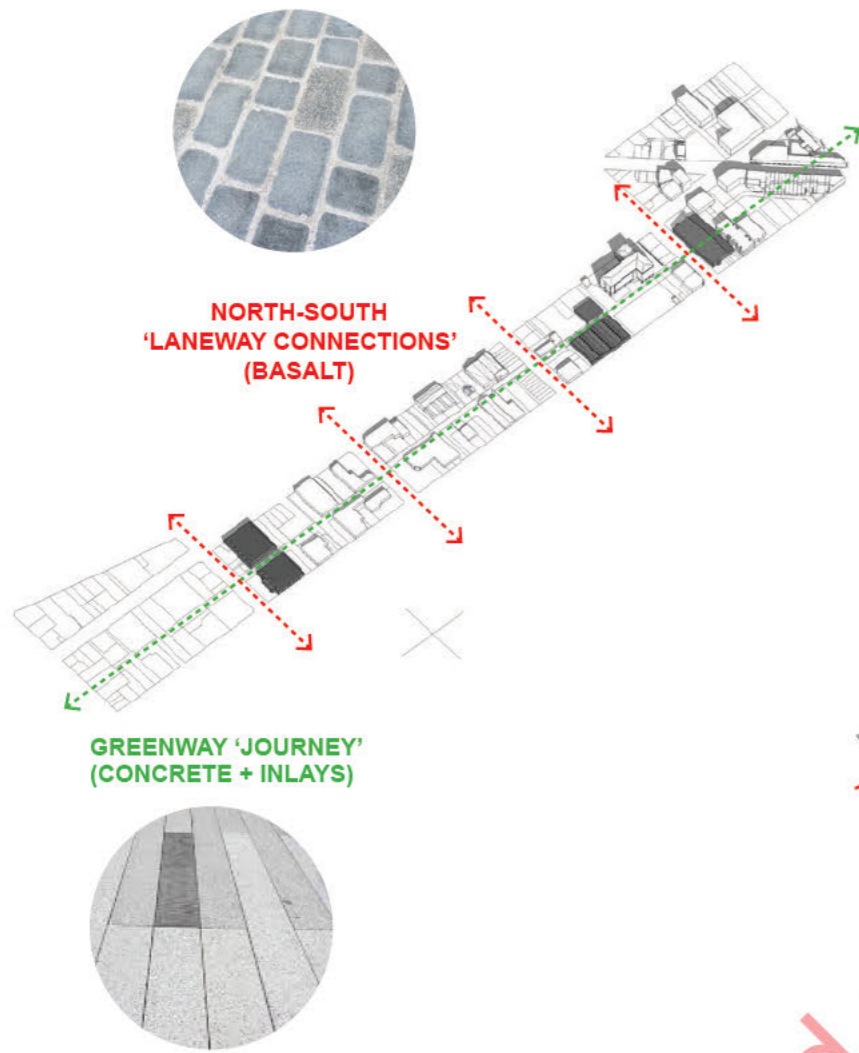 NORTH-SOUTH
‘LANEWAY CONNECTIONS’
(BASALT)
GREENWAY ‘JOURNEY’
(CONCRETE + INLAYS)